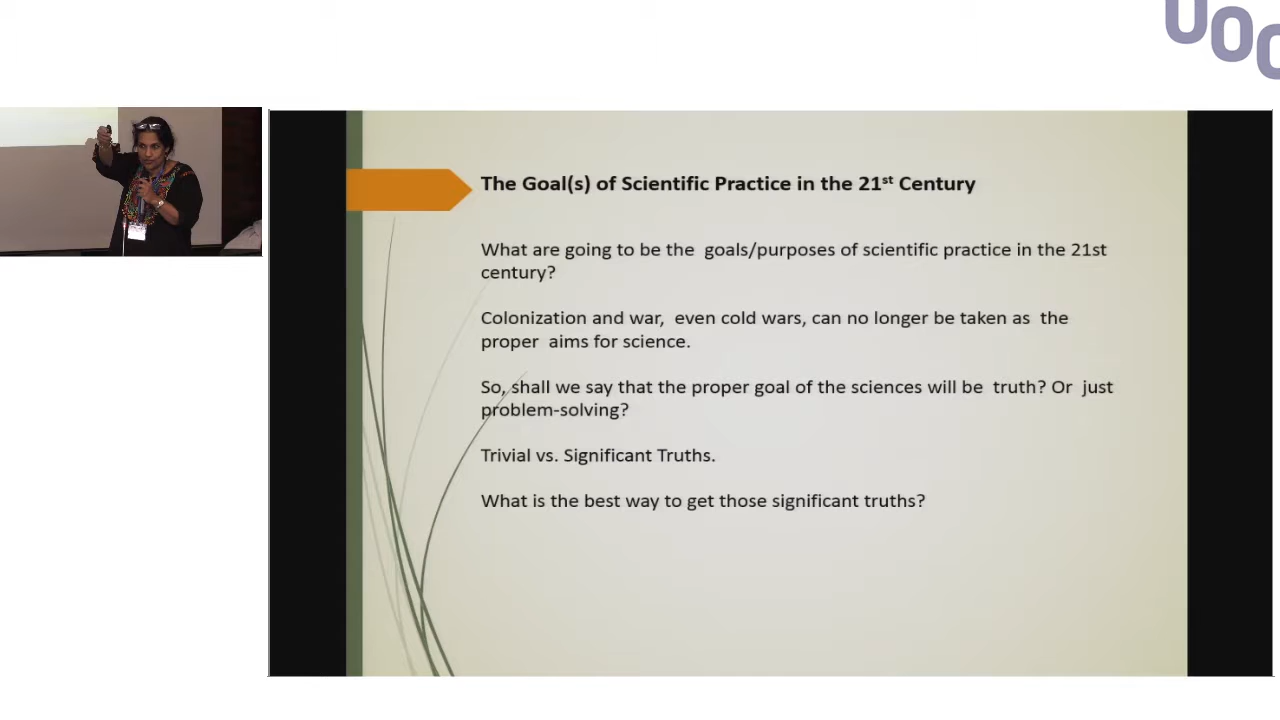 UOC
The Goal(s) of Scientific Practice in the 21st Century
What are going to be the goals/purposes of scientific practice in the 21st
century?
Colonization and war, even cold wars, can no longer be taken as the
proper aims for science.
So, shall we say that the proper goal of the sciences will be truth? Or just
problem-solving?
Trivial vs. Significant Truths.
What is the best way to get those significant truths?